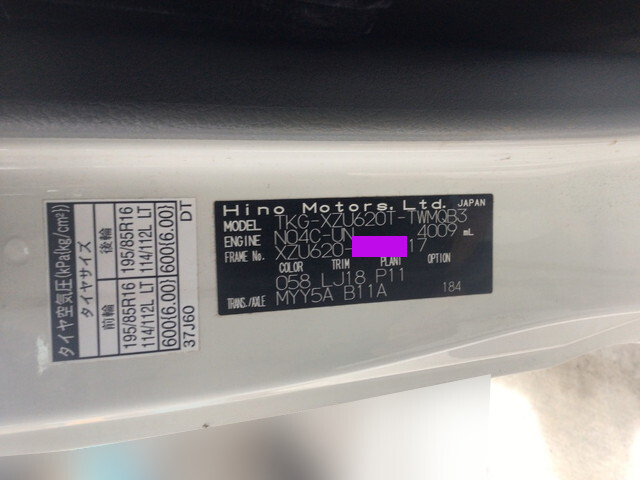 Hino Motors, Ltd. JAPAN
MODEL TKG-XZU620T-TWMQB3
ENGINE N04C-UN 4009 mL
FRAME No. XZU620- 17
COLOR TRIM PLANT OPTION
058 LJ18 P11
TRANS./AXLE MYY5A B11A 184
タイヤ空気圧(kPa(kg/cm²))
タイヤサイズ
前輪 後輪
195/85R16 195/85R16
114/112L LT 114/112L LT
600(6.00) 600(6.00)
37J60 DT